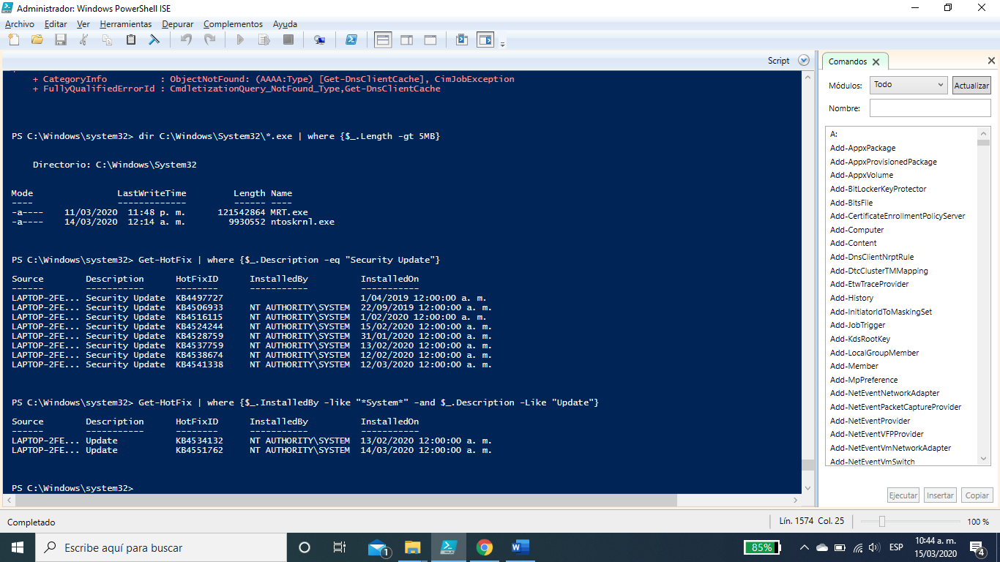 Administrador: Windows PowerShell ISE
Archivo Editar Ver Herramientas Depurar Complementos Ayuda
Script
+ CategoryInfo          : ObjectNotFound: (AAAA:Type) [Get-DnsClientCache], CimJobException
+ FullyQualifiedErrorId : CmdletizationQuery_NotFound_Type,Get-DnsClientCache
PS C:\Windows\system32> dir C:\Windows\System32\*.exe | where {$_.Length -gt 5MB}
Directorio: C:\Windows\System32
Mode                LastWriteTime         Length Name
----                -------------         ------ ----
-a----    11/03/2020  11:48 p. m.      121542864 MRT.exe
-a----    14/03/2020  12:14 a. m.        9930552 ntoskrnl.exe
PS C:\Windows\system32> Get-HotFix | where {$_.Description -eq "Security Update"}
Source        Description      HotFixID      InstalledBy          InstalledOn
------        -----------      --------      -----------          -----------
LAPTOP-2FE... Security Update  KB4497727                          1/04/2019 12:00:00 a. m.
LAPTOP-2FE... Security Update  KB4506933     NT AUTHORITY\SYSTEM  22/09/2019 12:00:00 a. m.
LAPTOP-2FE... Security Update  KB4516115     NT AUTHORITY\SYSTEM  1/02/2020 12:00:00 a. m.
LAPTOP-2FE... Security Update  KB4524244     NT AUTHORITY\SYSTEM  15/02/2020 12:00:00 a. m.
LAPTOP-2FE... Security Update  KB4528759     NT AUTHORITY\SYSTEM  31/01/2020 12:00:00 a. m.
LAPTOP-2FE... Security Update  KB4537759     NT AUTHORITY\SYSTEM  13/02/2020 12:00:00 a. m.
LAPTOP-2FE... Security Update  KB4538674     NT AUTHORITY\SYSTEM  12/02/2020 12:00:00 a. m.
LAPTOP-2FE... Security Update  KB4541338     NT AUTHORITY\SYSTEM  12/03/2020 12:00:00 a. m.
PS C:\Windows\system32> Get-HotFix | where {$_.InstalledBy -like "*System*" -and $_.Description -Like "Update"}
Source        Description      HotFixID      InstalledBy          InstalledOn
------        -----------      --------      -----------          -----------
LAPTOP-2FE... Update           KB4534132     NT AUTHORITY\SYSTEM  13/02/2020 12:00:00 a. m.
LAPTOP-2FE... Update           KB4551762     NT AUTHORITY\SYSTEM  14/03/2020 12:00:00 a. m.
PS C:\Windows\system32>
Comandos
Módulos: Todo Actualizar
Nombre:
A:
Add-AppxPackage
Add-AppxProvisionedPackage
Add-AppxVolume
Add-BitLockerKeyProtector
Add-BitsFile
Add-CertificateEnrollmentPolicyServer
Add-Computer
Add-Content
Add-DnsClientNrptRule
Add-DtcClusterTMMapping
Add-EtwTraceProvider
Add-History
Add-InitiatorIdToMaskingSet
Add-JobTrigger
Add-KdsRootKey
Add-LocalGroupMember
Add-Member
Add-MpPreference
Add-NetEventNetworkAdapter
Add-NetEventPacketCaptureProvider
Add-NetEventProvider
Add-NetEventVFPProvider
Add-NetEventVmNetworkAdapter
Add-NetEventVmSwitch
Ejecutar Insertar Copiar
Completado
Lín. 1574 Col. 25
100 %
Escribe aquí para buscar
1
85%
ESP
10:44 a. m.
15/03/2020
4